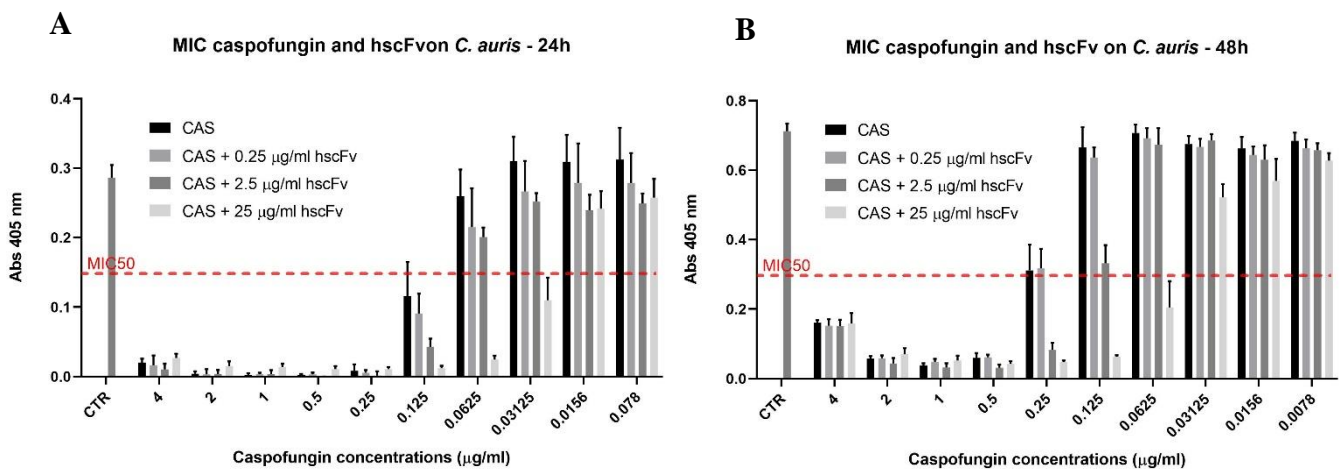 A
MIC caspofungin and hscFvon C. auris - 24h
Abs 405 nm
0.4
0.3
0.2
0.1
0.0
CAS
CAS + 0.25 μg/ml hscFv
CAS + 2.5 μg/ml hscFv
CAS + 25 μg/ml hscFv
MIC50
CTR
4
2
1
0.5
0.25
0.125
0.0625
0.03125
0.0156
0.078
Caspofungin concentrations (μg/ml)
B
MIC caspofungin and hscFv on C. auris - 48h
Abs 405 nm
0.8
0.6
0.4
0.2
0.0
CAS
CAS + 0.25 μg/ml hscFv
CAS + 2.5 μg/ml hscFv
CAS + 25 μg/ml hscFv
MIC50
CTR
4
2
1
0.5
0.25
0.125
0.0625
0.03125
0.0156
0.0078
Caspofungin concentrations (μg/ml)